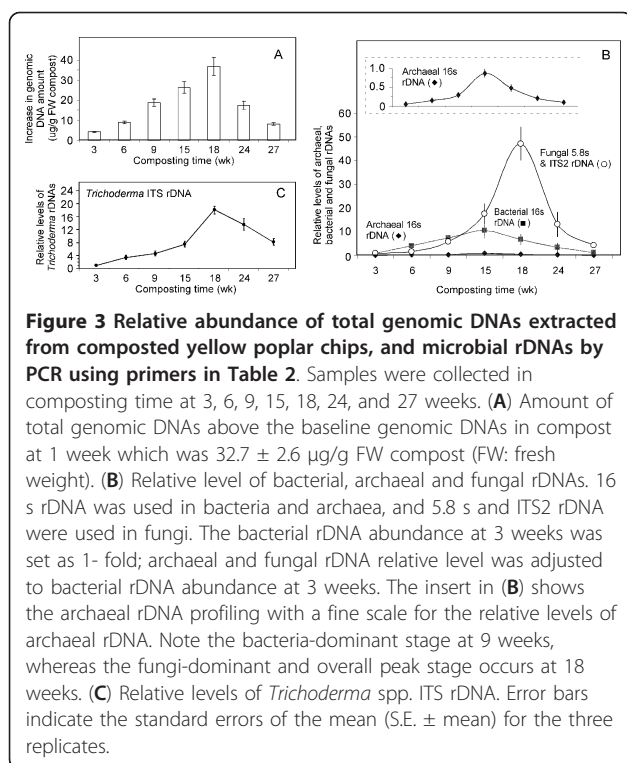 A
Increase in genomic
DNA amount
(ug/g FW compost)
40
30
20
10
0
3 6 9 15 18 24 27
Composting time (wk)
C
Trichoderma ITS rDNA
Relative levels of
Trichoderma rDNAs
24
20
16
12
8
4
0
3 6 9 15 18 24 27
Composting time (wk)
B
Archaeal 16s
rDNA (♦)
1.0
0.5
0
Relative levels of archaeal,
bacterial and fungal rDNAs
60
50
40
30
20
10
0
Fungal 5.8s
& ITS2 rDNA (○)
Archaeal 16s
rDNA (♦)
Bacterial 16s
rDNA (■)
3 6 9 15 18 24 27
Composting time (wk)
Figure 3 Relative abundance of total genomic DNAs extracted
from composted yellow poplar chips, and microbial rDNAs by
PCR using primers in Table 2. Samples were collected in
composting time at 3, 6, 9, 15, 18, 24, and 27 weeks. (A) Amount of
total genomic DNAs above the baseline genomic DNAs in compost
at 1 week which was 32.7 ± 2.6 μg/g FW compost (FW: fresh
weight). (B) Relative level of bacterial, archaeal and fungal rDNAs. 16
s rDNA was used in bacteria and archaea, and 5.8 s and ITS2 rDNA
were used in fungi. The bacterial rDNA abundance at 3 weeks was
set as 1- fold; archaeal and fungal rDNA relative level was adjusted
to bacterial rDNA abundance at 3 weeks. The insert in (B) shows
the archaeal rDNA profiling with a fine scale for the relative levels of
archaeal rDNA. Note the bacteria-dominant stage at 9 weeks,
whereas the fungi-dominant and overall peak stage occurs at 18
weeks. (C) Relative levels of Trichoderma spp. ITS rDNA. Error bars
indicate the standard errors of the mean (S.E. ± mean) for the three
replicates.